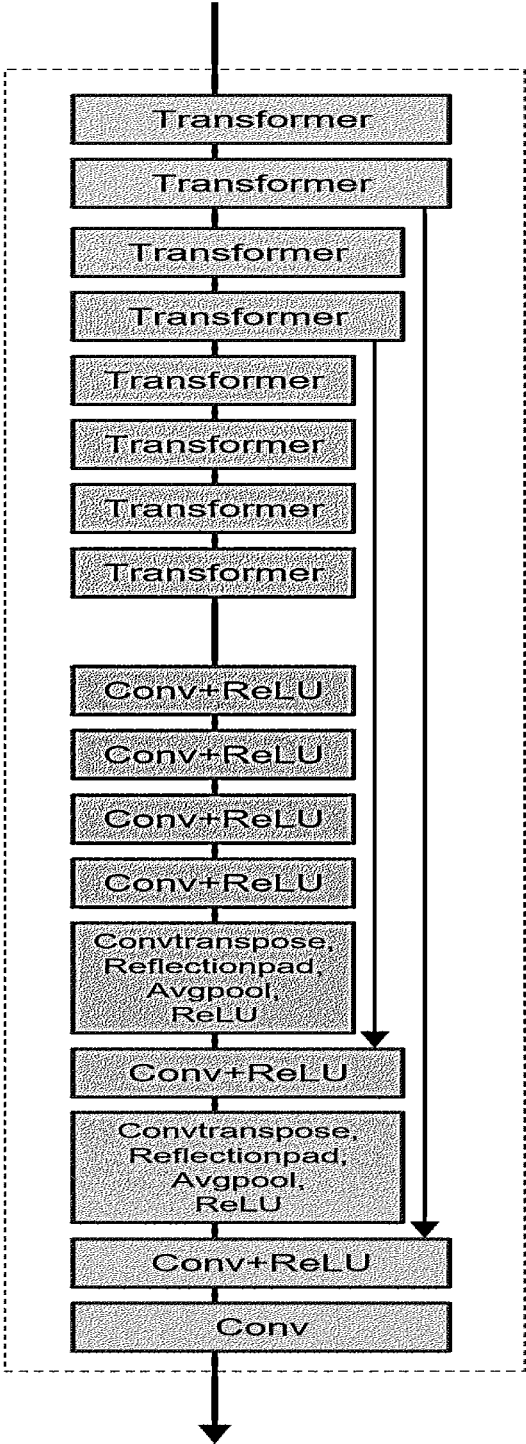 Transformer
Transformer
Transformer
Transformer
Transformer
Transformer
Transformer
Transformer
Conv+ReLU
Conv+ReLU
Conv+ReLU
Conv+ReLU
Convtranspose,
Reflectionpad,
Avgpool,
ReLU
Conv+ReLU
Convtranspose,
Reflectionpad,
Avgpool,
ReLU
Conv+ReLU
Conv